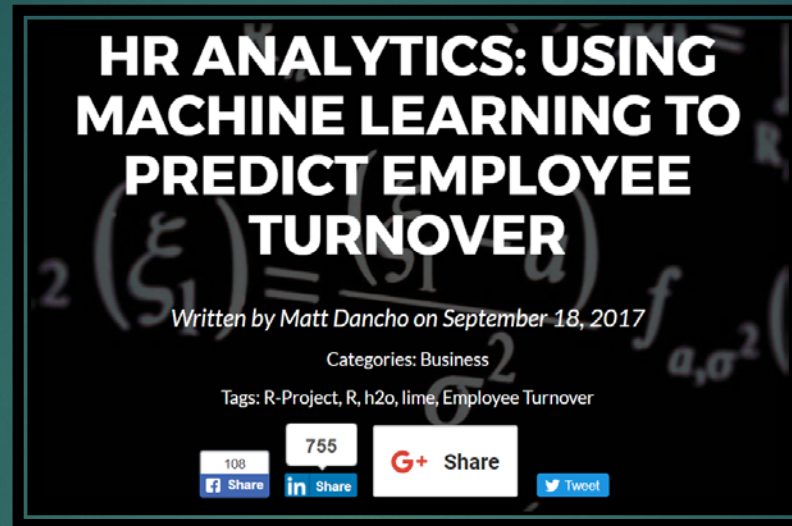 HR ANALYTICS: USING
MACHINE LEARNING TO
PREDICT EMPLOYEE
TURNOVER
Written by Matt Dancho on September 18, 2017
Categories: Business
Tags: R-Project, R, h2o, lime, Employee Turnover
108
755
Share
Share
G+ Share
Tweet